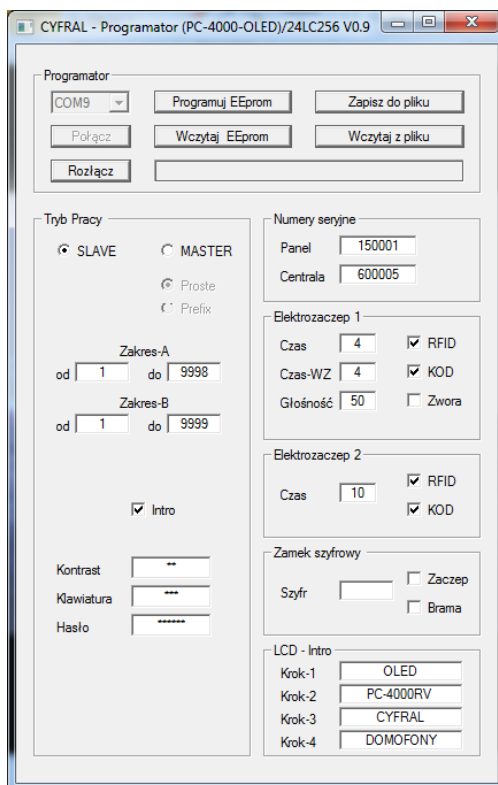 CYFRAL - Programator (PC-4000-OLED)/24LC256 V0.9
Programator
COM9 Programuj EEprom Zapisz do pliku
Połącz Wczytaj EEprom Wczytaj z pliku
Rozłącz
Tryb Pracy
SLAVE MASTER
Proste
Prefix
Zakres-A
od 1 do 9998
Zakres-B
od 1 do 9999
Intro
Kontrast **
Klawiatura ***
Hasło ******
Numery seryjne
Panel 150001
Centrala 600005
Elektrozaczep 1
Czas 4 RFID
Czas-WZ 4 KOD
Głośność 50 Zwora
Elektrozaczep 2
Czas 10 RFID
KOD
Zamek szyfrowy
Szyfr Zaczep
Brama
LCD - Intro
Krok-1 OLED
Krok-2 PC-4000RV
Krok-3 CYFRAL
Krok-4 DOMOFONY